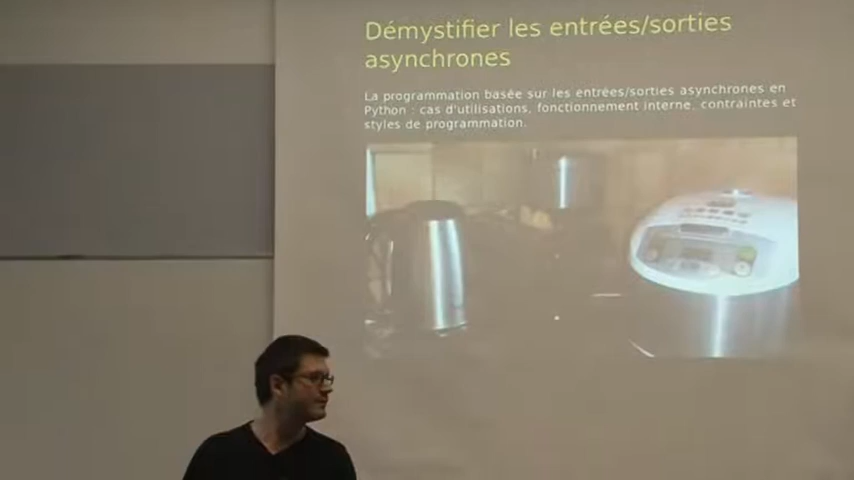 Démystifier les entrées/sorties
asynchrones
La programmation basée sur les entrées/sorties asynchrones en
Python : cas d'utilisations, fonctionnement interne, contraintes et
styles de programmation.